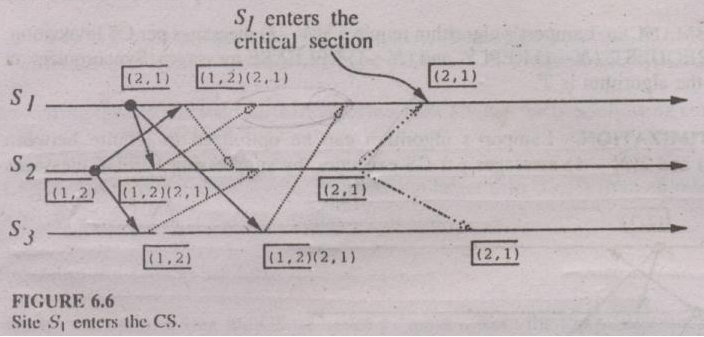 S1 enters the
critical section
(2,1) (1,2)(2,1) (2,1)
S1
S2
(1,2) (1,2)(2,1) (2,1)
S3
(1,2) (1,2)(2,1) (2,1)
FIGURE 6.6
Site S1 enters the CS.